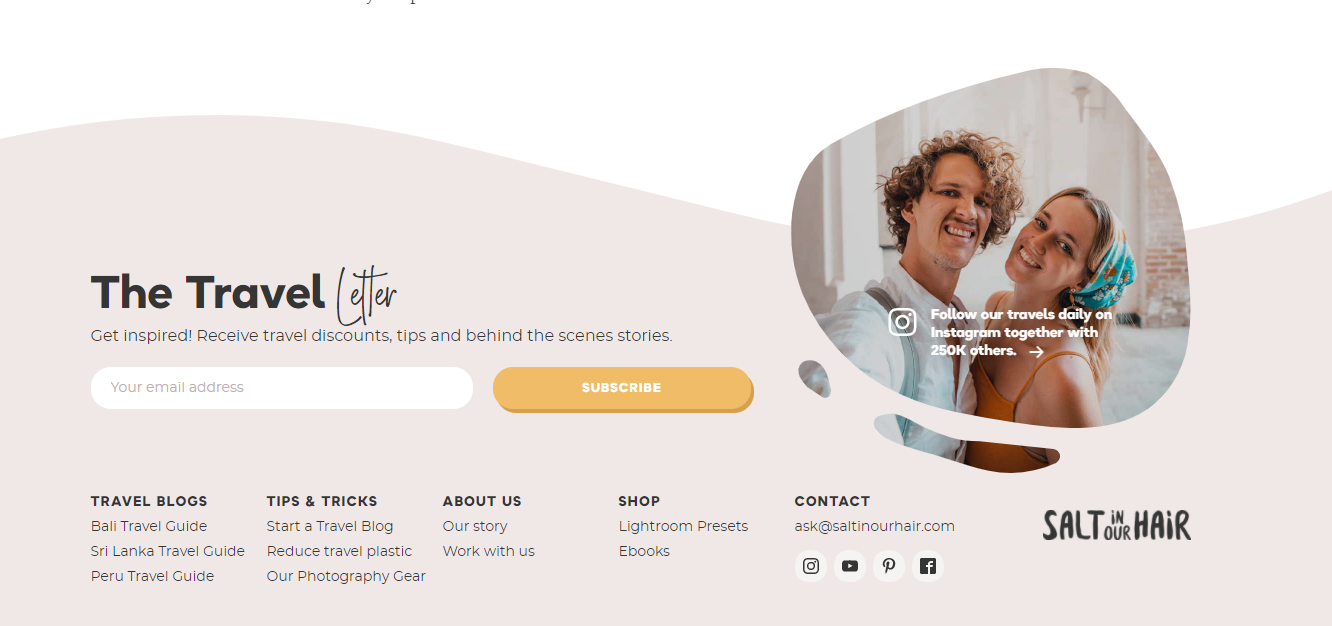 The Travel Letter
Get inspired! Receive travel discounts, tips and behind the scenes stories.
Your email address
SUBSCRIBE
Follow our travels daily on
Instagram together with
250K others.
TRAVEL BLOGS
Bali Travel Guide
Sri Lanka Travel Guide
Peru Travel Guide
TIPS & TRICKS
Start a Travel Blog
Reduce travel plastic
Our Photography Gear
ABOUT US
Our story
Work with us
SHOP
Lightroom Presets
Ebooks
CONTACT
ask@saltinourhair.com
SALT IN OUR HAiR